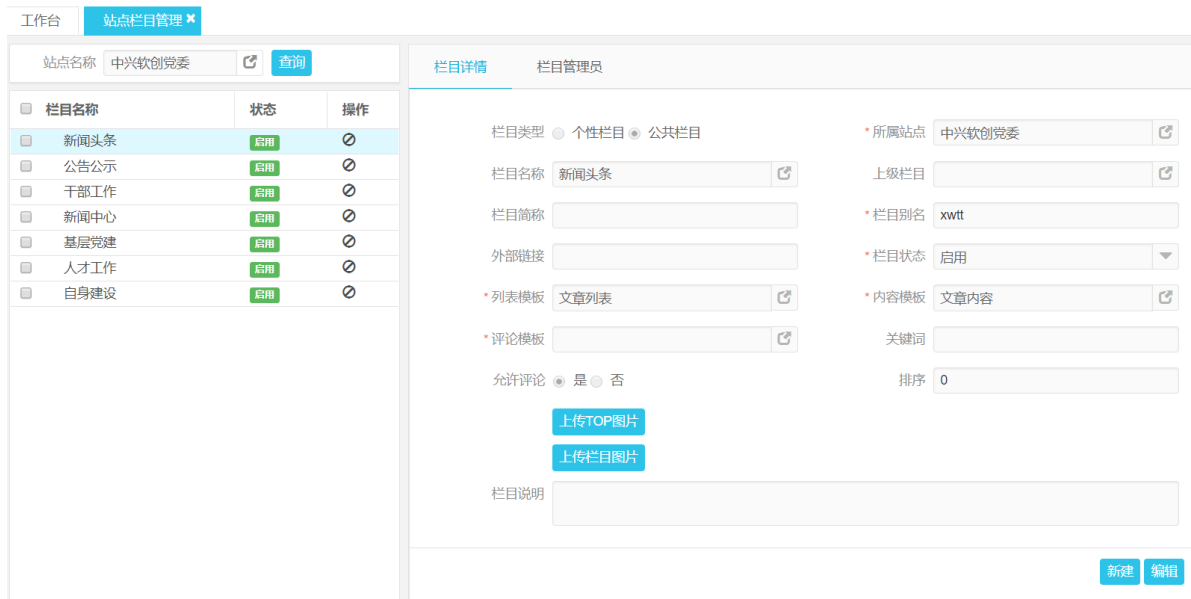 工作台 站点栏目管理
站点名称 中兴软创党委 查询
栏目名称 状态 操作
新闻头条 启用
公告公示 启用
干部工作 启用
新闻中心 启用
基层党建 启用
人才工作 启用
自身建设 启用
栏目详情 栏目管理员
栏目类型 个性栏目 公共栏目 *所属站点 中兴软创党委
栏目名称 新闻头条 上级栏目
栏目简称 *栏目别名 xwtt
外部链接 *栏目状态 启用
*列表模板 文章列表 *内容模板 文章内容
*评论模板 关键词
允许评论 是 否 排序 0
上传TOP图片
上传栏目图片
栏目说明
新建 编辑